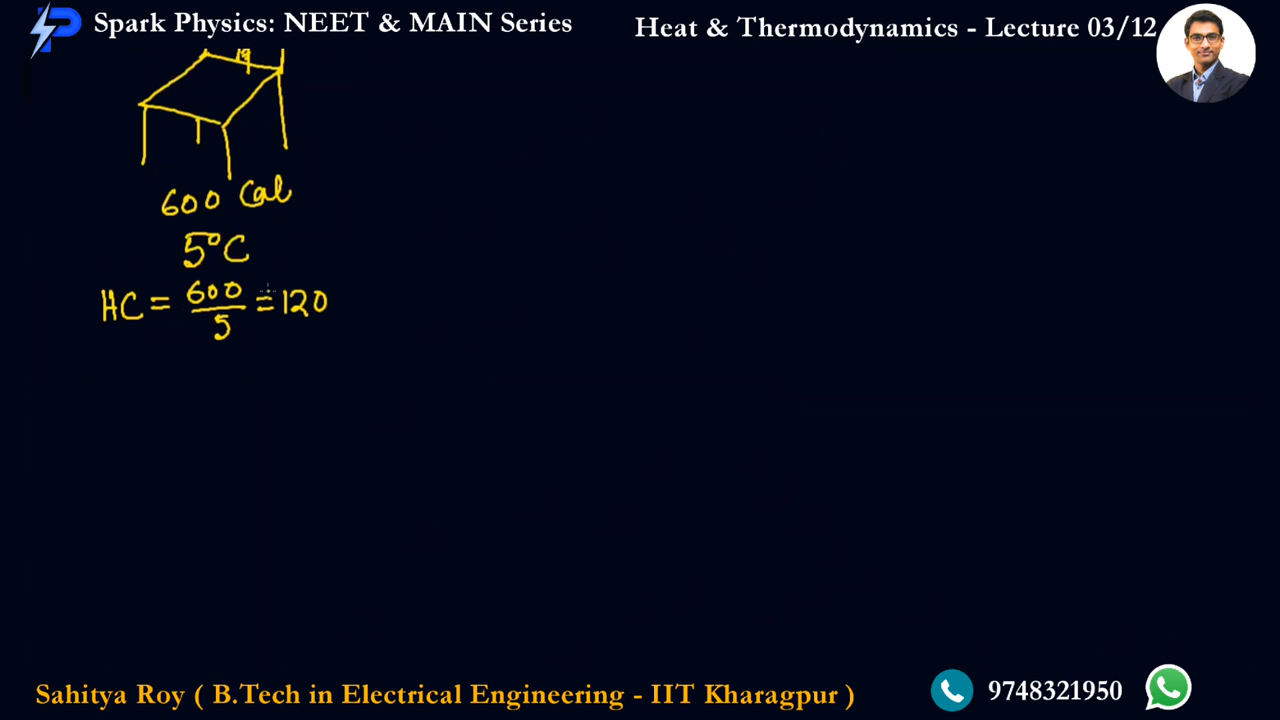 Spark Physics: NEET & MAIN Series
Heat & Thermodynamics - Lecture 03/12
600 Cal
5°C
HC = 600/5 = 120
Sahitya Roy ( B.Tech in Electrical Engineering - IIT Kharagpur )
9748321950